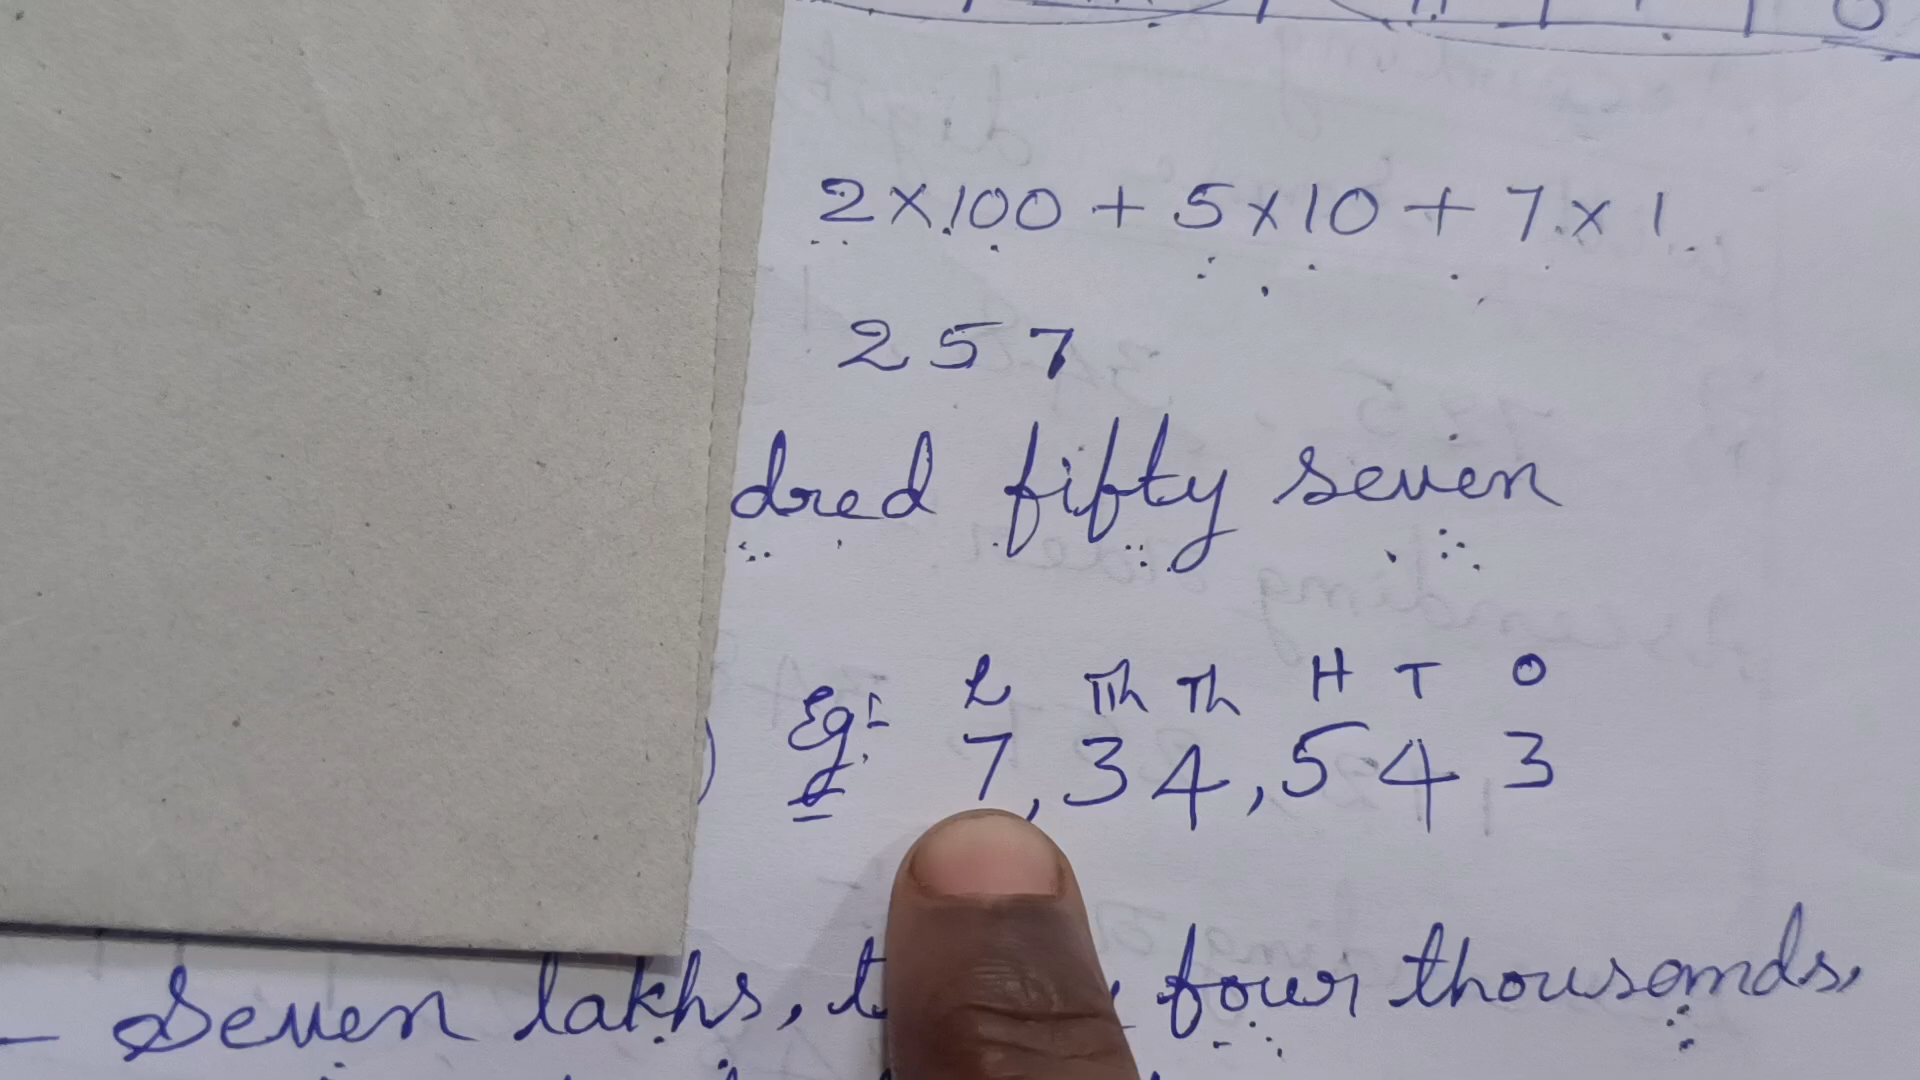 2×100 + 5×10 + 7×1
257
dred fifty seven
L TTh Th H T O
Eg:- 7,34,543
- Seven lakhs, four thousands,